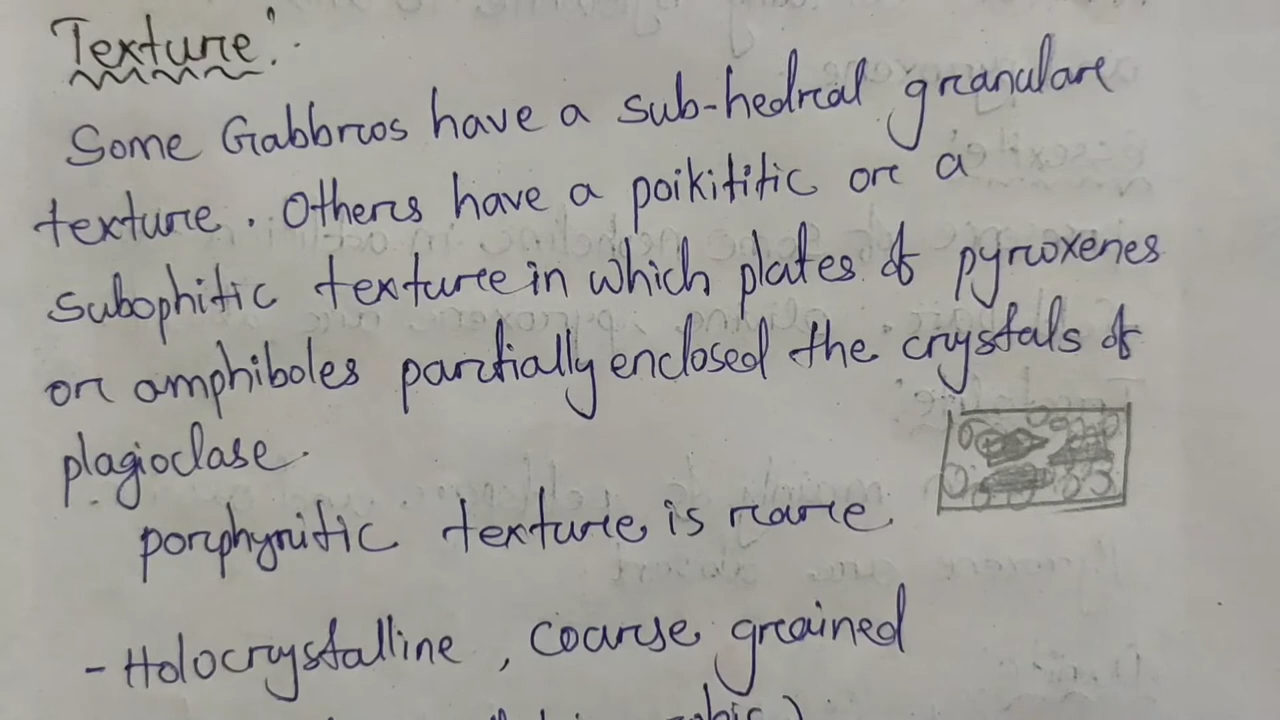 Texture:
Some Gabbros have a sub-hedral granular
texture. Others have a poikititic or a
subophitic texture in which plates of pyroxenes
or amphiboles partially enclosed the crystals of
plagioclase.
porphyritic texture is rare
- Holocrystalline, coarse grained